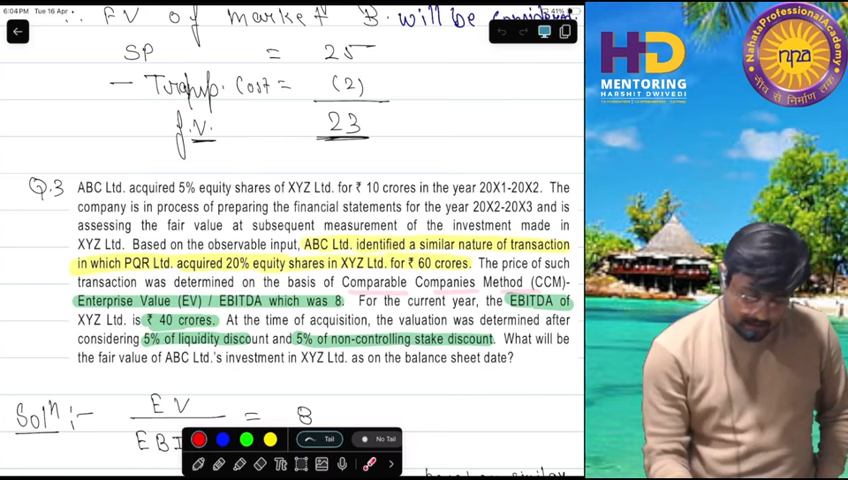 6:04PM Tue 16 Apr
41%
∴ FV of market B. will be considered
SP = 25
- Transp. Cost = (2)
f.V. 23
Q.3 ABC Ltd. acquired 5% equity shares of XYZ Ltd. for ₹ 10 crores in the year 20X1-20X2. The
company is in process of preparing the financial statements for the year 20X2-20X3 and is
assessing the fair value at subsequent measurement of the investment made in
XYZ Ltd. Based on the observable input, ABC Ltd. identified a similar nature of transaction
in which PQR Ltd. acquired 20% equity shares in XYZ Ltd. for ₹ 60 crores. The price of such
transaction was determined on the basis of Comparable Companies Method (CCM)-
Enterprise Value (EV) / EBITDA which was 8. For the current year, the EBITDA of
XYZ Ltd. is ₹ 40 crores. At the time of acquisition, the valuation was determined after
considering 5% of liquidity discount and 5% of non-controlling stake discount. What will be
the fair value of ABC Ltd.'s investment in XYZ Ltd. as on the balance sheet date?
Solⁿ :- EV = 8
EBI
Tail
No Tail
HD
MENTORING
HARSHIT DWIVEDI
Nahata Professional Academy
npa
नींव से निर्माण तक